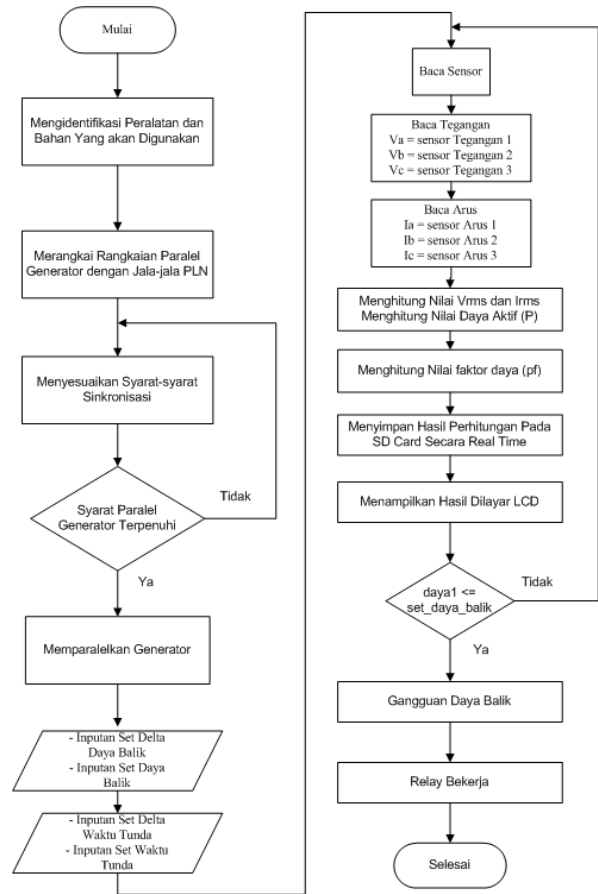 Mulai
Mengidentifikasi Peralatan dan
Bahan Yang akan Digunakan
Merangkai Rangkaian Paralel
Generator dengan Jala-jala PLN
Menyesuaikan Syarat-syarat
Sinkronisasi
Syarat Paralel
Generator Terpenuhi
Tidak
Ya
Memparalelkan Generator
- Inputan Set Delta
Daya Balik
- Inputan Set Daya
Balik
- Inputan Set Delta
Waktu Tunda
- Inputan Set Waktu
Tunda
Baca Sensor
Baca Tegangan
Va = sensor Tegangan 1
Vb = sensor Tegangan 2
Vc = sensor Tegangan 3
Baca Arus
Ia = sensor Arus 1
Ib = sensor Arus 2
Ic = sensor Arus 3
Menghitung Nilai Vrms dan Irms
Menghitung Nilai Daya Aktif (P)
Menghitung Nilai faktor daya (pf)
Menyimpan Hasil Perhitungan Pada
SD Card Secara Real Time
Menampilkan Hasil Dilayar LCD
daya1 <=
set_daya_balik
Tidak
Ya
Gangguan Daya Balik
Relay Bekerja
Selesai